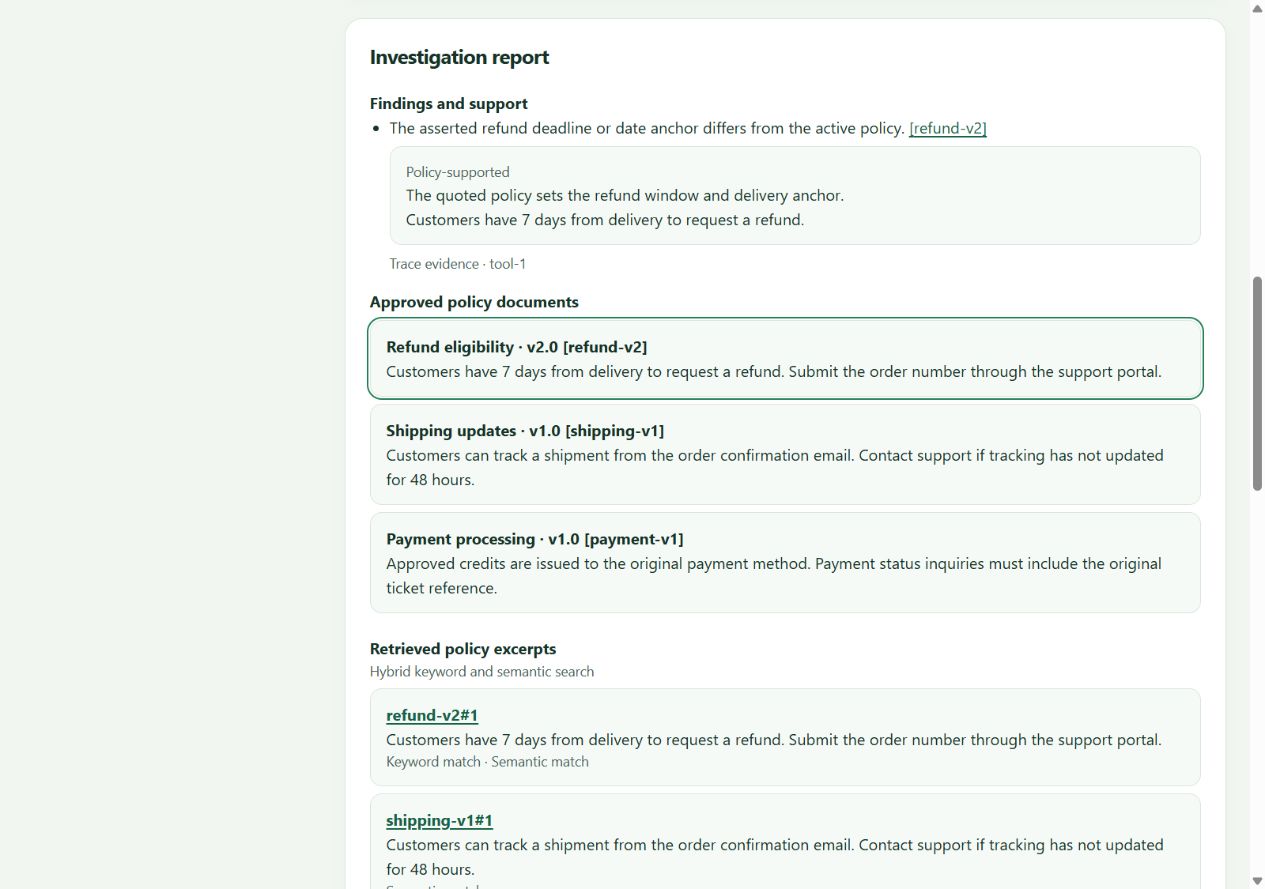 Investigation report
Findings and support
• The asserted refund deadline or date anchor differs from the active policy. [refund-v2]
Policy-supported
The quoted policy sets the refund window and delivery anchor.
Customers have 7 days from delivery to request a refund.
Trace evidence · tool-1
Approved policy documents
Refund eligibility · v2.0 [refund-v2]
Customers have 7 days from delivery to request a refund. Submit the order number through the support portal.
Shipping updates · v1.0 [shipping-v1]
Customers can track a shipment from the order confirmation email. Contact support if tracking has not updated
for 48 hours.
Payment processing · v1.0 [payment-v1]
Approved credits are issued to the original payment method. Payment status inquiries must include the original
ticket reference.
Retrieved policy excerpts
Hybrid keyword and semantic search
refund-v2#1
Customers have 7 days from delivery to request a refund. Submit the order number through the support portal.
Keyword match · Semantic match
shipping-v1#1
Customers can track a shipment from the order confirmation email. Contact support if tracking has not updated
for 48 hours.